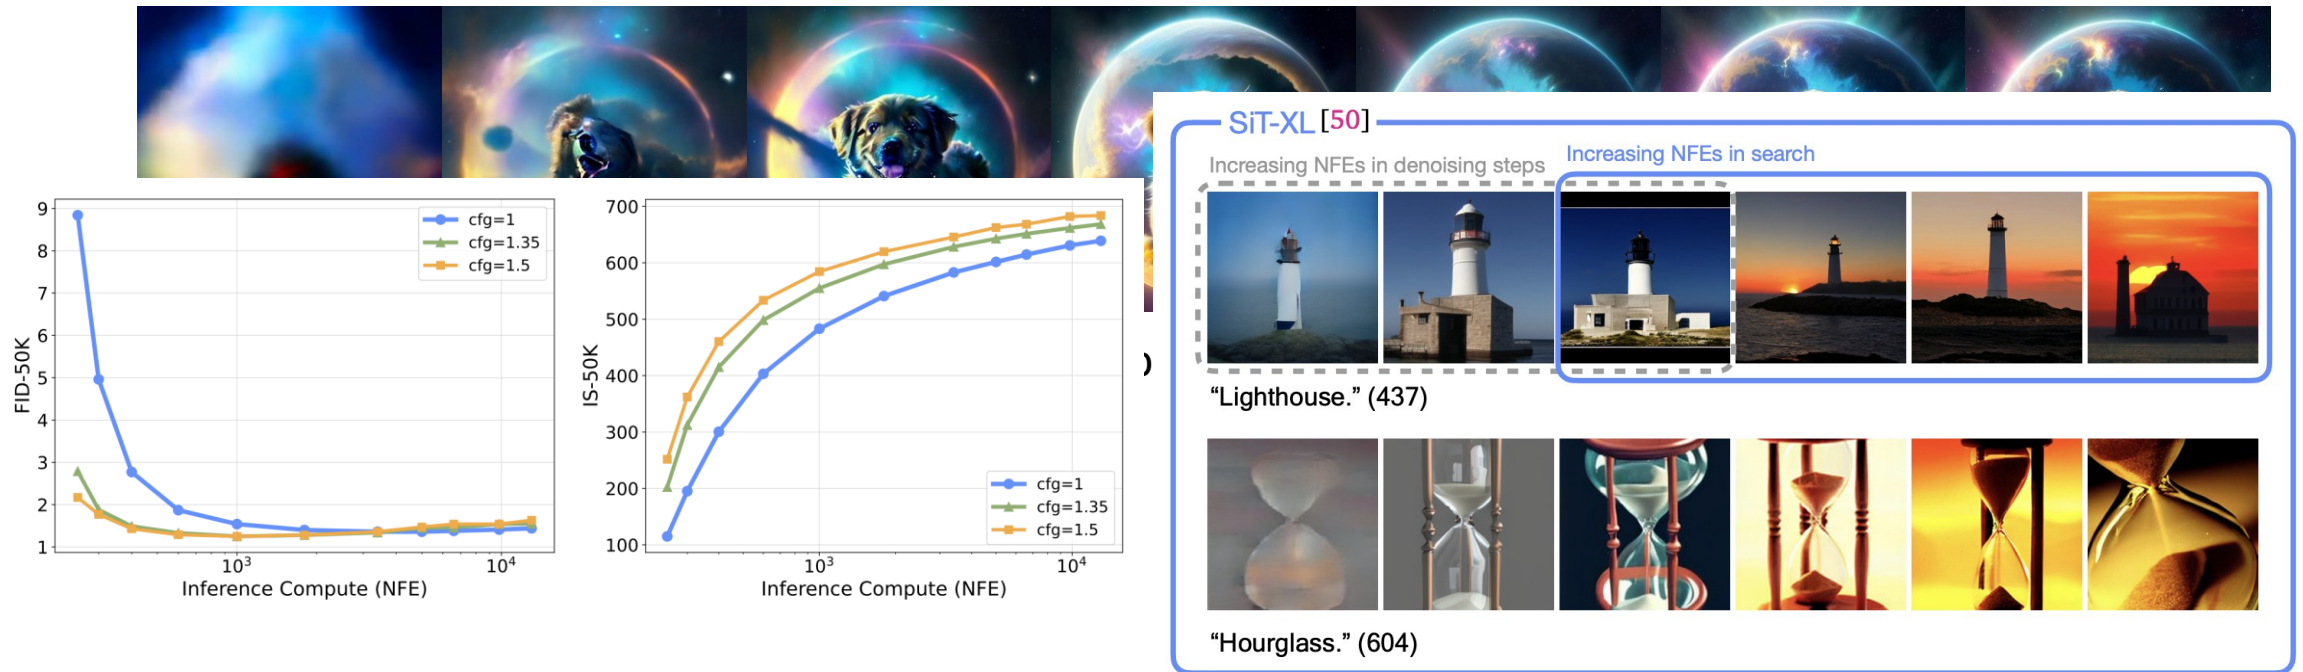 SiT-XL [50]
Increasing NFEs in denoising steps
Increasing NFEs in search
“Lighthouse.” (437)
“Hourglass.” (604)
FID-50K
9
8
7
6
5
4
3
2
1
cfg=1
cfg=1.35
cfg=1.5
10³
10⁴
Inference Compute (NFE)
IS-50K
700
600
500
400
300
200
100
cfg=1
cfg=1.35
cfg=1.5
10³
10⁴
Inference Compute (NFE)